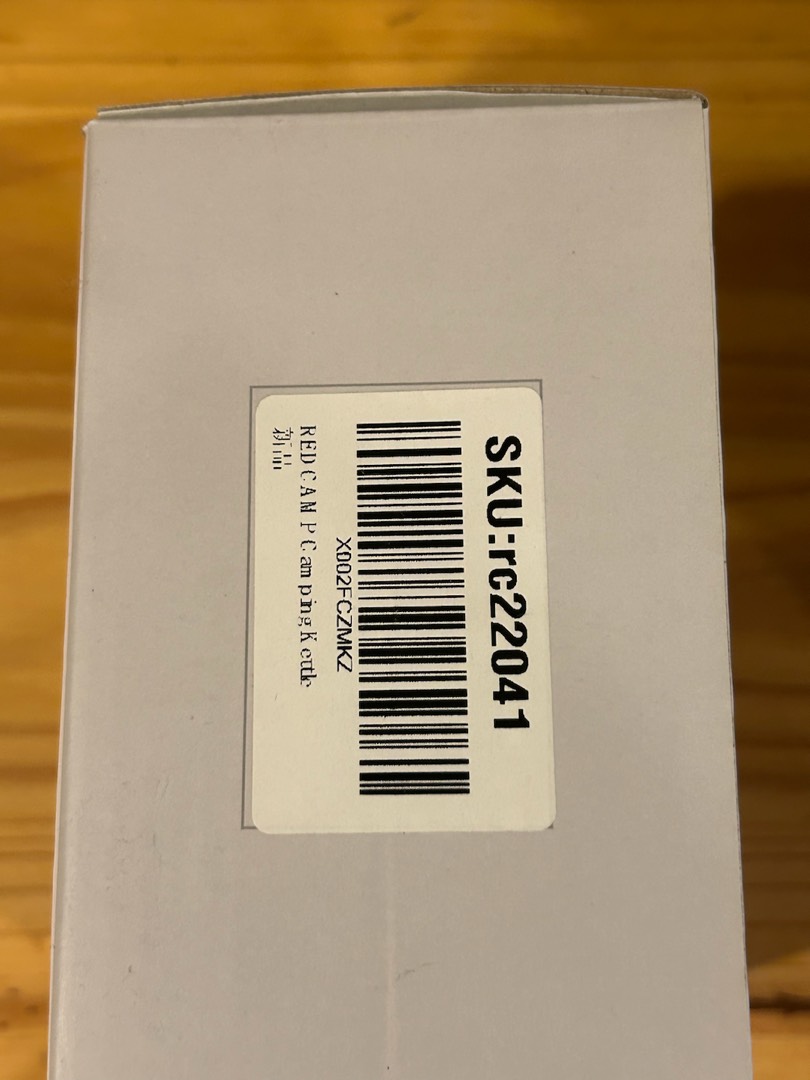 SKU:rc22041
X002FCZMKZ
REDCAMP Camping Kettle
新品